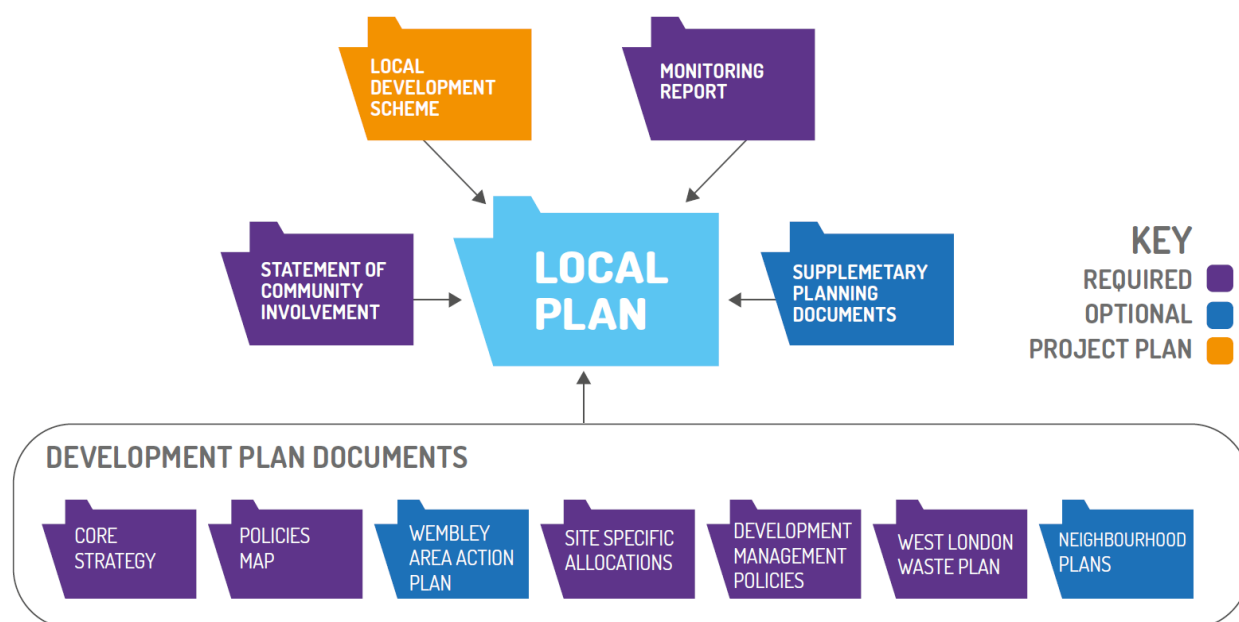 LOCAL
DEVELOPMENT
SCHEME
MONITORING
REPORT
STATEMENT OF
COMMUNITY
INVOLVEMENT
LOCAL
PLAN
SUPPLEMETARY
PLANNING
DOCUMENTS
KEY
REQUIRED
OPTIONAL
PROJECT PLAN
DEVELOPMENT PLAN DOCUMENTS
CORE
STRATEGY
POLICIES
MAP
WEMBLEY
AREA ACTION
PLAN
SITE SPECIFIC
ALLOCATIONS
DEVELOPMENT
MANAGEMENT
POLICIES
WEST LONDON
WASTE PLAN
NEIGHBOURHOOD
PLANS